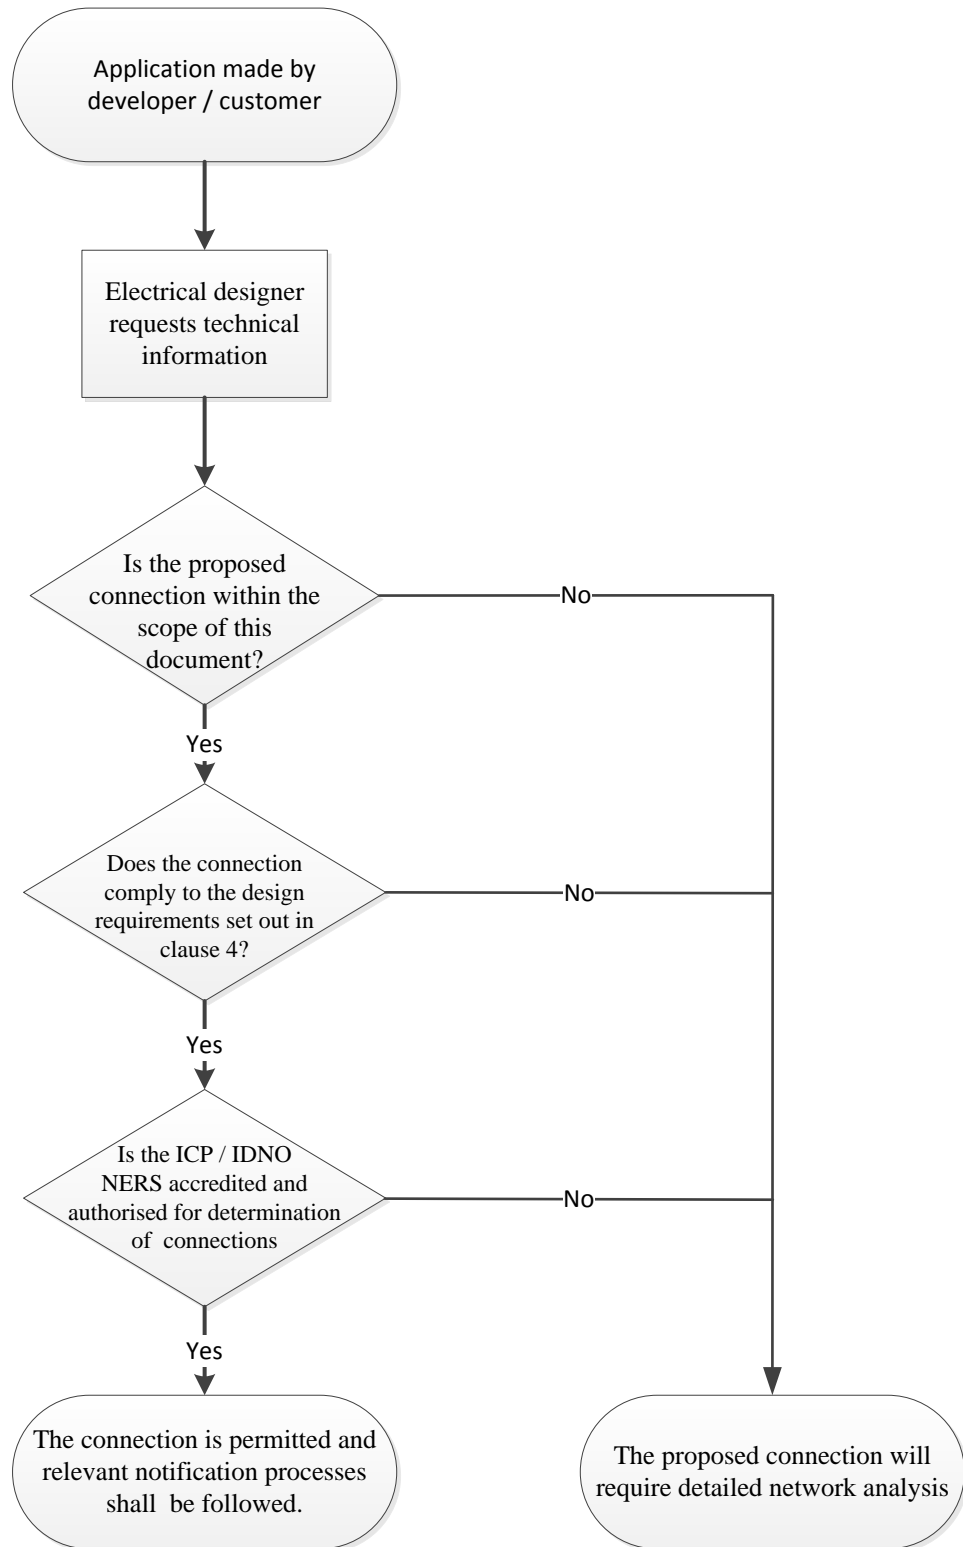 Application made by
developer / customer
Electrical designer
requests technical
information
Is the proposed
connection within the
scope of this
document?
No
Yes
Does the connection
comply to the design
requirements set out in
clause 4?
No
Yes
Is the ICP / IDNO
NERS accredited and
authorised for determination
of connections
No
Yes
The connection is permitted and
relevant notification processes
shall be followed.
The proposed connection will
require detailed network analysis